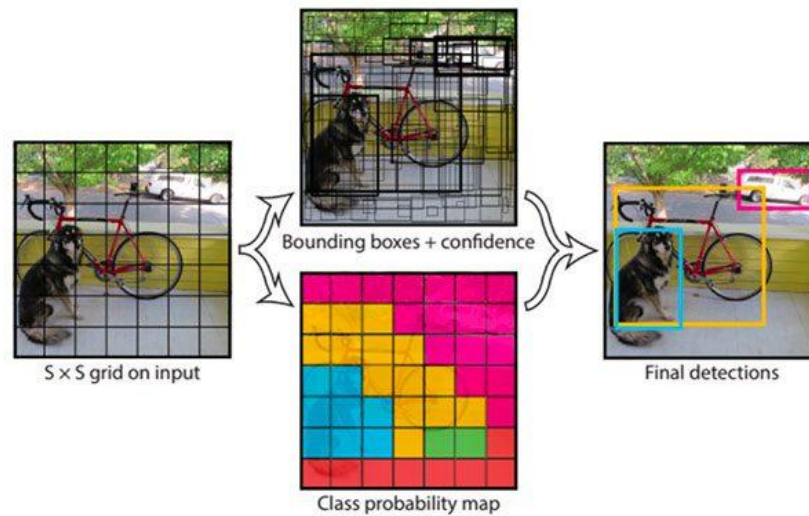 Bounding boxes + confidence
S × S grid on input
Final detections
Class probability map